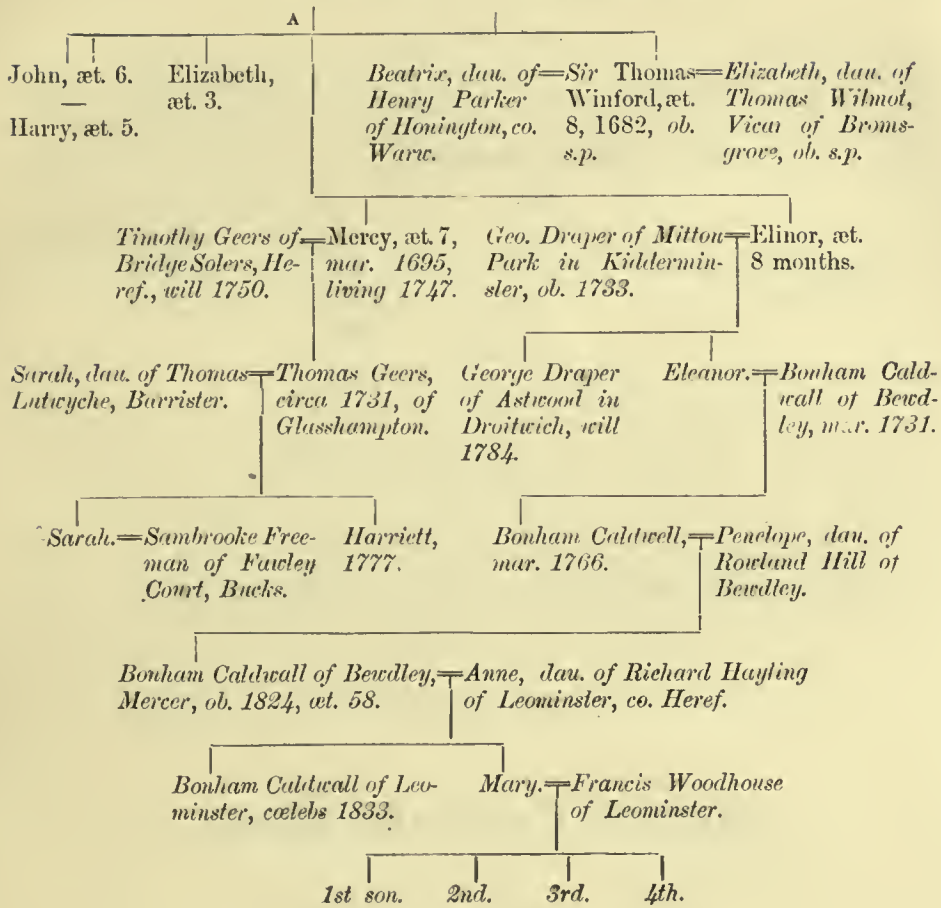 A
John, æt. 6.
—
Harry, æt. 5.
Elizabeth,
æt. 3.
Beatrix, dau. of
Henry Parker
of Honington, co.
Warw.
=Sir Thomas=
Winford, æt.
8, 1682, ob.
s.p.
Elizabeth, dau. of
Thomas Wilmot,
Vicar of Broms-
grove, ob. s.p.
Timothy Geers of
Bridge Solers, He-
ref., will 1750.
=Mercy, æt. 7,
mar. 1695,
living 1747.
Geo. Draper of Mitton
Park in Kiddermin-
sler, ob. 1733.
=Elinor, æt.
8 months.
Sarah, dau. of Thomas
Lutwyche, Barrister.
=Thomas Geers,
circa 1731, of
Glasshampton.
George Draper
of Astwood in
Droitwich, will
1784.
Eleanor.=
Bonham Cald-
wall of Bewd-
ley, mar. 1731.
Sarah.=
Sambrooke Free-
man of Fawley
Court, Bucks.
Harriett,
1777.
Bonham Caldwell,
mar. 1766.
=Penelope, dau. of
Rowland Hill of
Bewdley.
Bonham Caldwall of Bewdley,
Mercer, ob. 1824, æt. 58.
=Anne, dau. of Richard Hayling
of Leominster, co. Heref.
Bonham Caldwall of Leo-
minster, cœlebs 1833.
Mary.=Francis Woodhouse
of Leominster.
1st son. 2nd. 3rd. 4th.